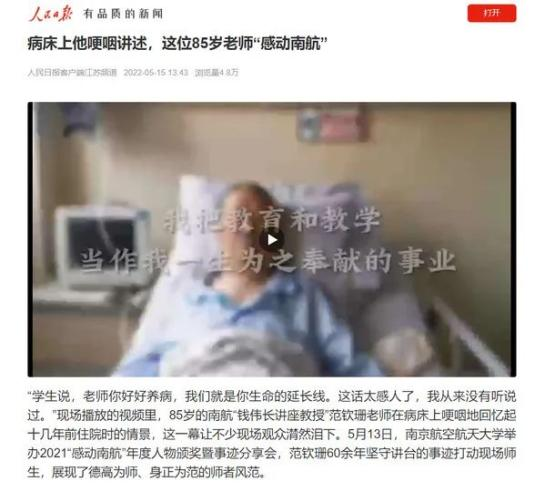 人民日报 有品质的新闻
打开
病床上他哽咽讲述，这位85岁老师“感动南航”
人民日报客户端江苏频道 2022-05-15 13:43 浏览量4.8万
我把教育和教学
当作我一生为之奉献的事业
“学生说，老师你好好养病，我们就是你生命的延长线。这话太感人了，我从来没有听说
过。”现场播放的视频里，85岁的南航“钱伟长讲座教授”范钦珊老师在病床上哽咽地回忆起
十几年前住院时的情景，这一幕让不少现场观众潸然泪下。5月13日，南京航空航天大学举
办2021“感动南航”年度人物颁奖暨事迹分享会，范钦珊60余年坚守讲台的事迹打动现场师
生，展现了德高为师、身正为范的师者风范。